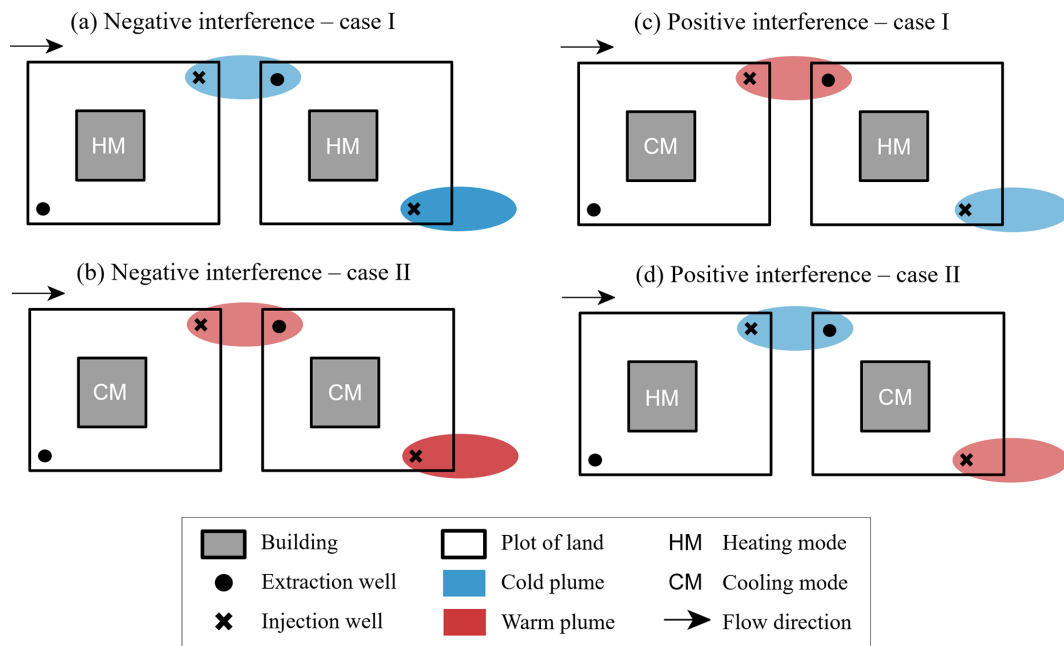 (a) Negative interference – case I
(c) Positive interference – case I
HM
HM
CM
HM
(b) Negative interference – case II
(d) Positive interference – case II
CM
CM
HM
CM
Building
Plot of land
HM Heating mode
Extraction well
Cold plume
CM Cooling mode
Injection well
Warm plume
Flow direction